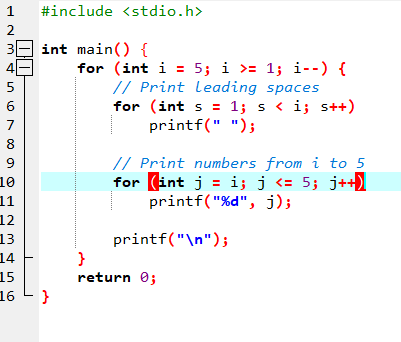 1 #include <stdio.h>
2
3 int main() {
4     for (int i = 5; i >= 1; i--) {
5         // Print leading spaces
6         for (int s = 1; s < i; s++)
7             printf(" ");
8
9         // Print numbers from i to 5
10         for (int j = i; j <= 5; j++)
11             printf("%d", j);
12
13         printf("\n");
14     }
15     return 0;
16 }